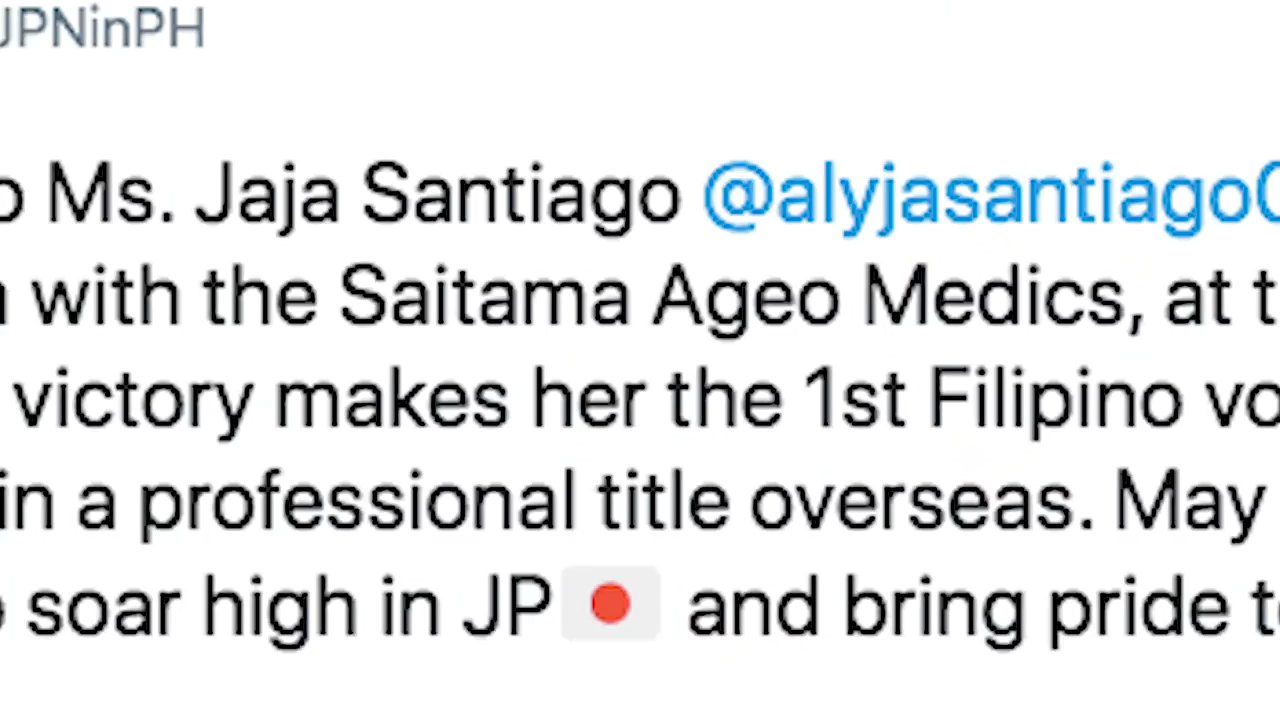 JPNinPH
o Ms. Jaja Santiago @alyjasantiago
with the Saitama Ageo Medics, at t
victory makes her the 1st Filipino vo
in a professional title overseas. May
soar high in JP🇯🇵 and bring pride t